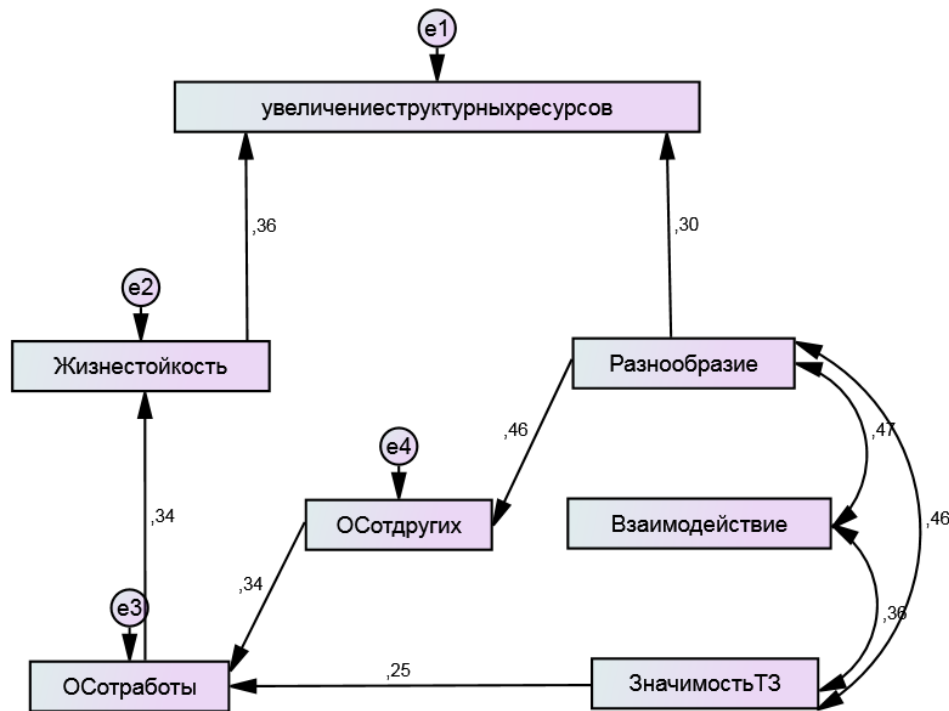 e1
увеличениеструктурныхресурсов
,36
,30
e2
Жизнестойкость
Разнообразие
,46
,47
e4
ОСотдругих
Взаимодействие
,34
,46
,34
,36
e3
ОСотработы
,25
ЗначимостьТЗ